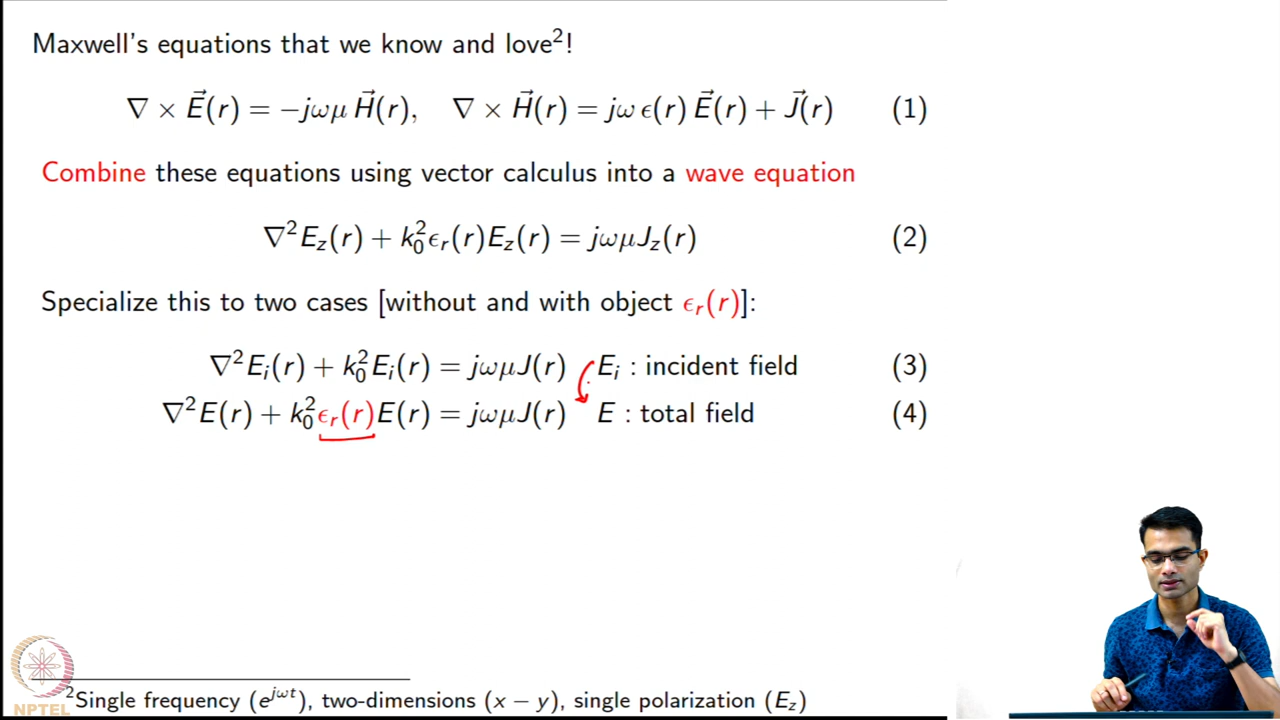 Maxwell's equations that we know and love²!
∇ × E⃗(r) = −jωμ H⃗(r),   ∇ × H⃗(r) = jω ϵ(r) E⃗(r) + J⃗(r)   (1)
Combine these equations using vector calculus into a wave equation
∇²E_z(r) + k₀²ϵ_r(r)E_z(r) = jωμJ_z(r)   (2)
Specialize this to two cases [without and with object ϵ_r(r)]:
∇²E_i(r) + k₀²E_i(r) = jωμJ(r)   E_i : incident field   (3)
∇²E(r) + k₀²ϵ_r(r)E(r) = jωμJ(r)   E : total field   (4)
²Single frequency (e^{jωt}), two-dimensions (x − y), single polarization (E_z)
NPTEL